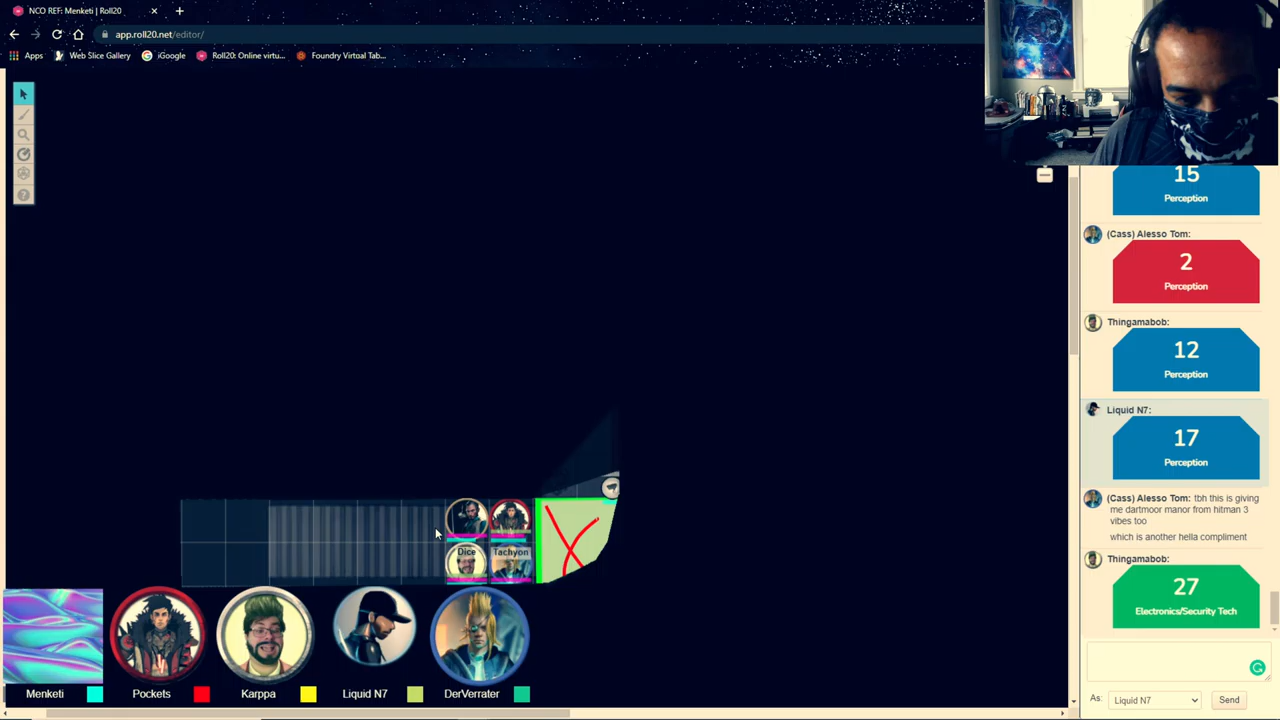 NCO REF: Menketi | Roll20
app.roll20.net/editor/
Apps
Web Slice Gallery
iGoogle
Roll20: Online virtu...
Foundry Virtual Tab...
15
Perception
(Cass) Alesso Tom:
2
Perception
Thingamabob:
12
Perception
Liquid N7:
17
Perception
(Cass) Alesso Tom: tbh this is giving
me dartmoor manor from hitman 3
vibes too
which is another hella compliment
Thingamabob:
27
Electronics/Security Tech
Dice
Tachyon
Menketi
Pockets
Karppa
Liquid N7
DerVerrater
As:
Liquid N7
Send